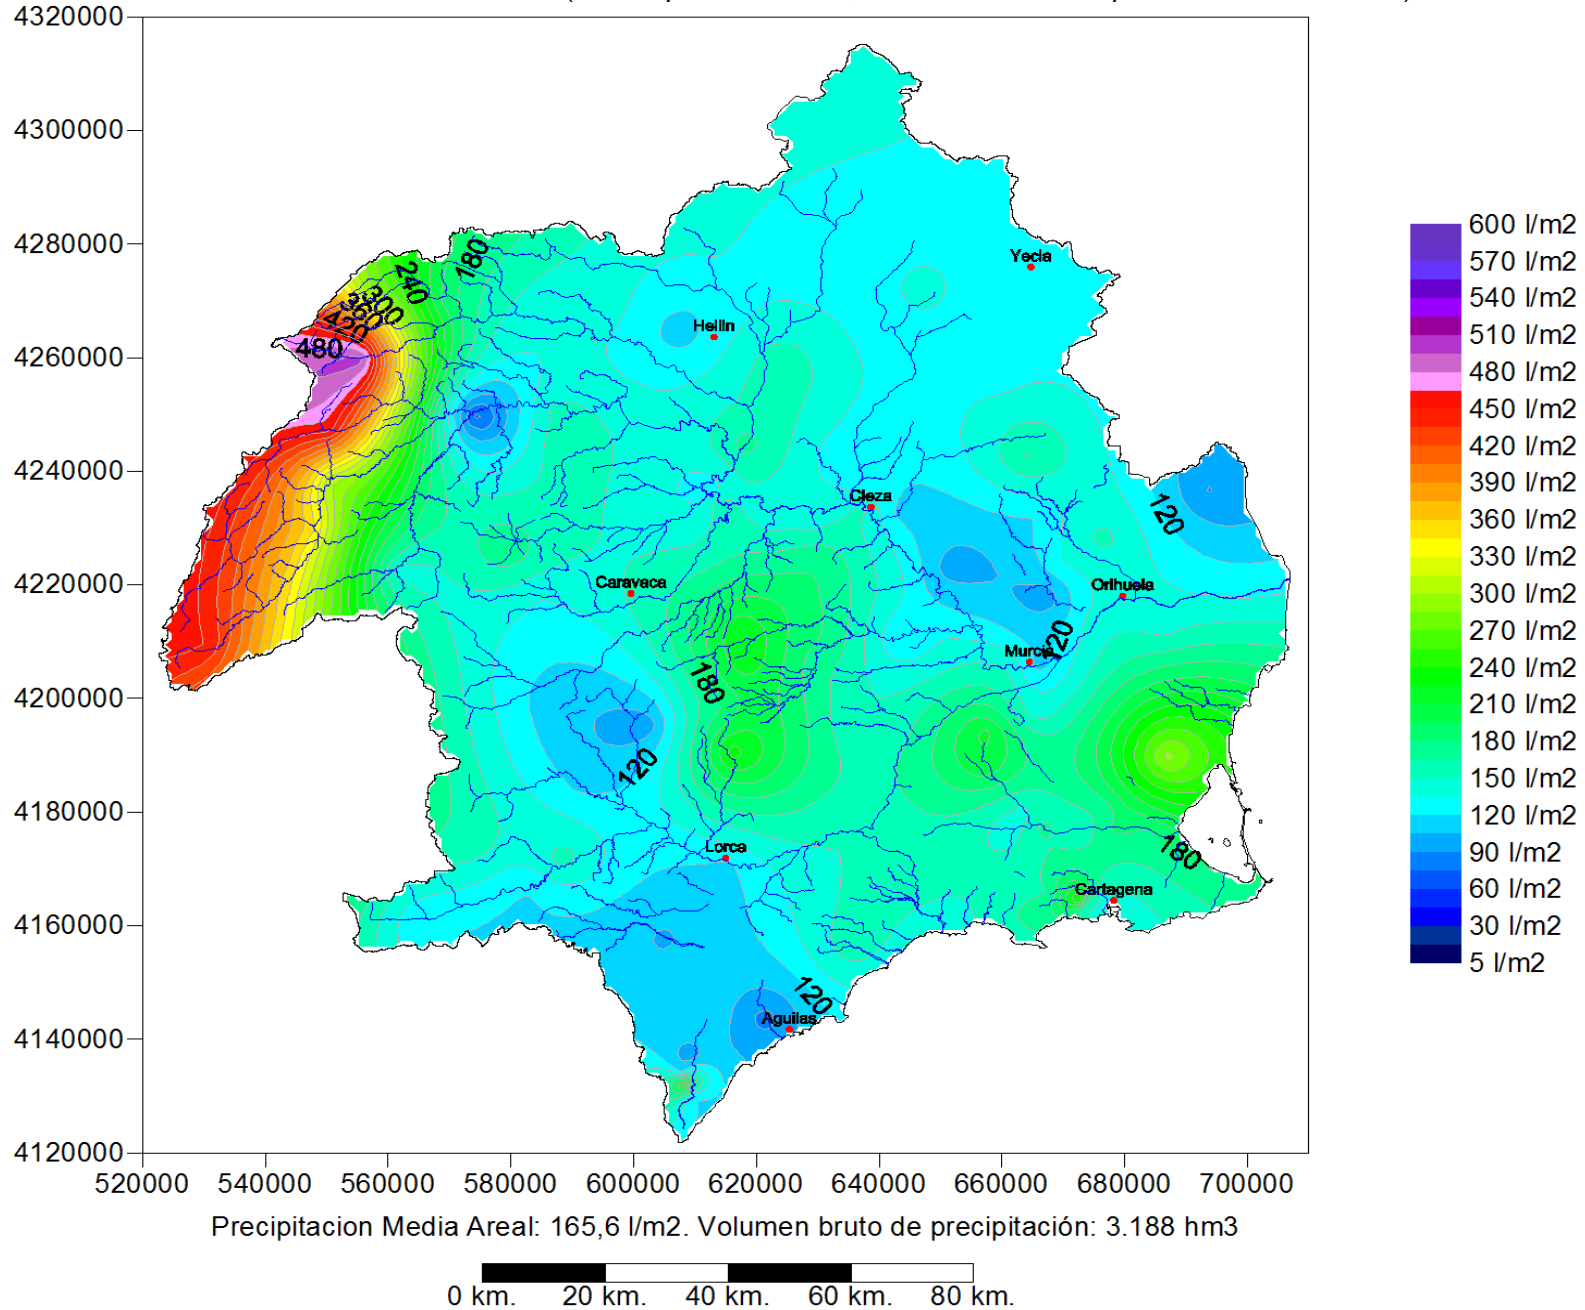 4320000
4300000
4280000
4260000
4240000
4220000
4200000
4180000
4160000
4140000
4120000
520000 540000 560000 580000 600000 620000 640000 660000 680000 700000
180
240
300
360
420
480
Yecla
Hellin
Cieza
120
Caravaca
Orihuela
120
Murcia
180
120
Lorca
180
Cartagena
120
Aguilas
600 l/m2
570 l/m2
540 l/m2
510 l/m2
480 l/m2
450 l/m2
420 l/m2
390 l/m2
360 l/m2
330 l/m2
300 l/m2
270 l/m2
240 l/m2
210 l/m2
180 l/m2
150 l/m2
120 l/m2
90 l/m2
60 l/m2
30 l/m2
5 l/m2
Precipitacion Media Areal: 165,6 l/m2. Volumen bruto de precipitación: 3.188 hm3
0 km. 20 km. 40 km. 60 km. 80 km.